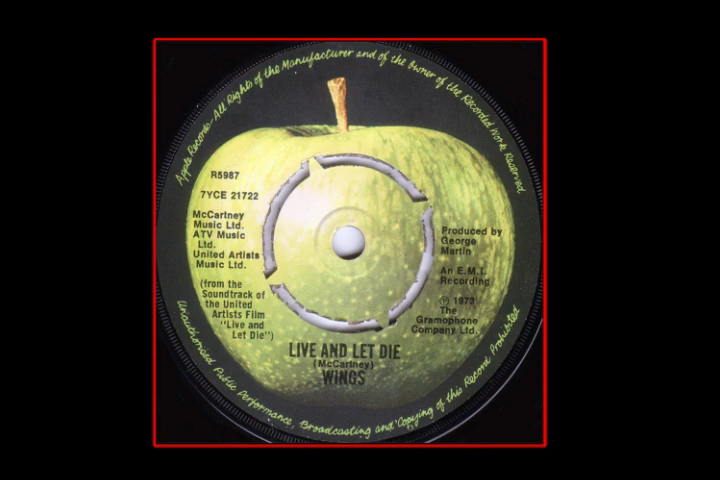 Apple Records. All Rights of the Manufacturer and of the Owner of the Recorded Work Reserved
R5987
7YCE 21722
McCartney
Music Ltd.
ATV Music
Ltd.
United Artists
Music Ltd.
(from the
Soundtrack of
the United
Artists Film
"Live and
Let Die")
Produced by
George
Martin
An E.M.I.
Recording
Ⓟ 1973
The
Gramophone
Company Ltd.
LIVE AND LET DIE
(McCartney)
WINGS
Unauthorised Public Performance, Broadcasting and Copying of this Record Prohibited